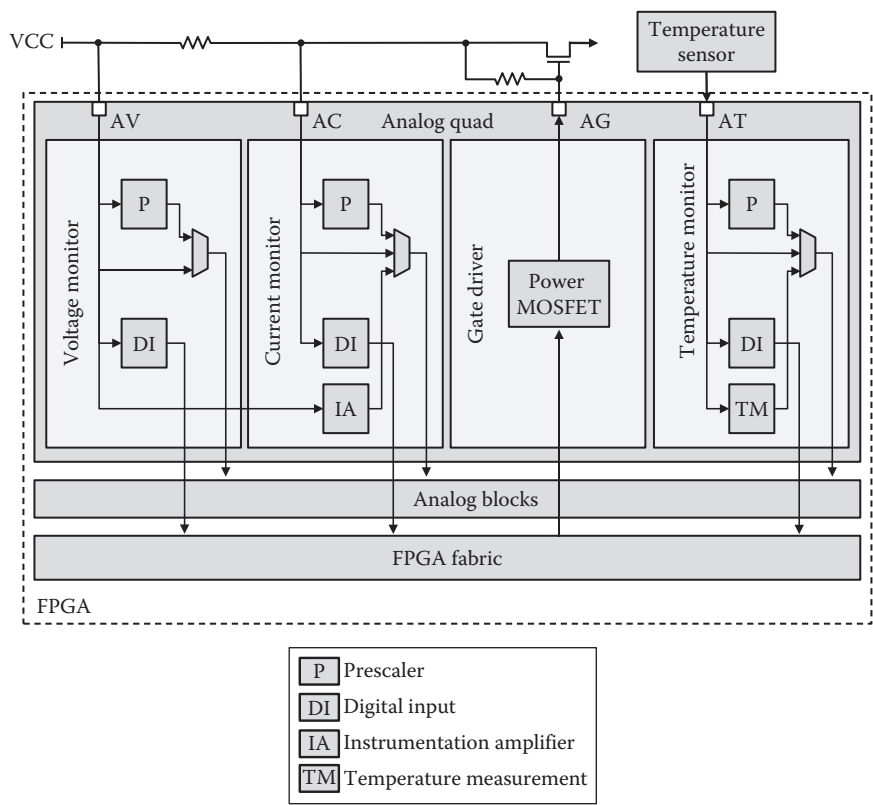 VCC
Temperature
sensor
AV
AC
Analog quad
AG
AT
Voltage monitor
P
DI
Current monitor
P
DI
IA
Gate driver
Power
MOSFET
Temperature monitor
P
DI
TM
Analog blocks
FPGA fabric
FPGA
P Prescaler
DI Digital input
IA Instrumentation amplifier
TM Temperature measurement